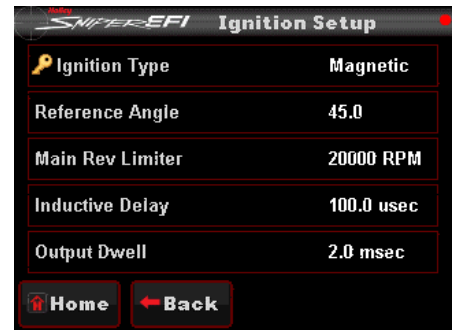 Holley
SNIPER EFI Ignition Setup
Ignition Type Magnetic
Reference Angle 45.0
Main Rev Limiter 20000 RPM
Inductive Delay 100.0 usec
Output Dwell 2.0 msec
Home Back